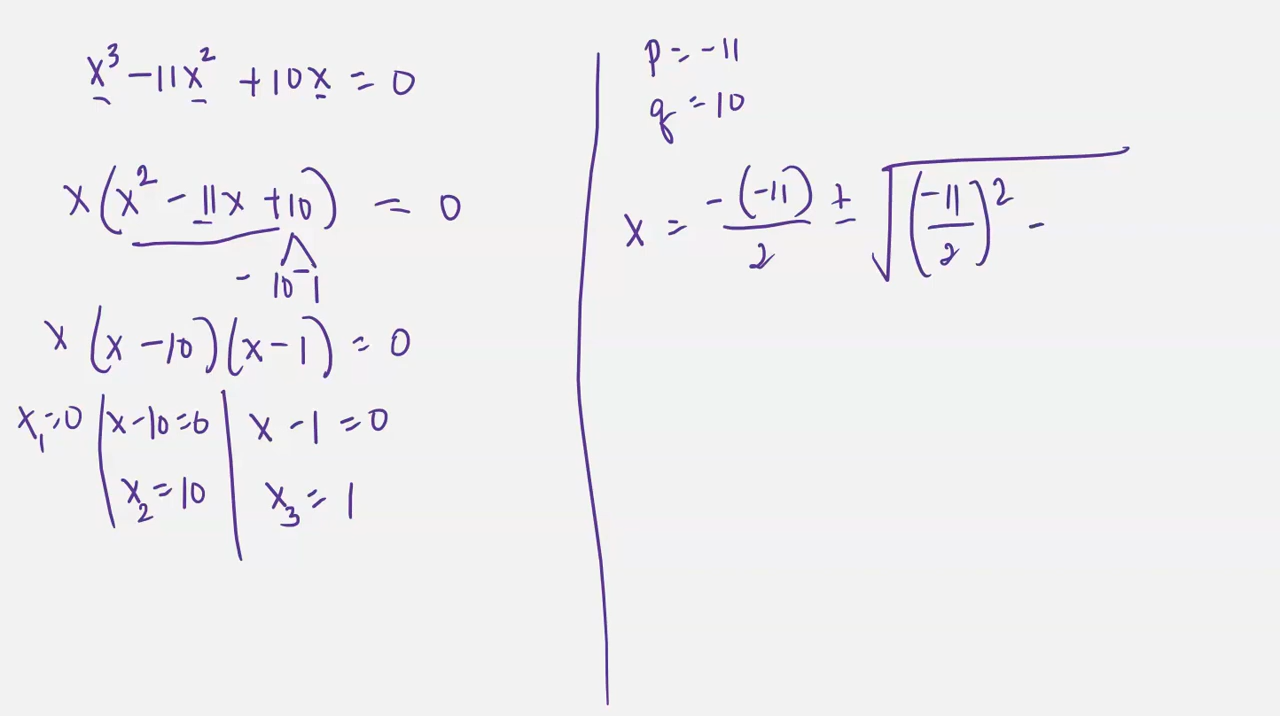 x³ - 11x² + 10x = 0
x(x² - 11x + 10) = 0
- 10 - 1
x(x - 10)(x - 1) = 0
x₁ = 0 | x - 10 = 0 | x - 1 = 0
x₂ = 10 | x₃ = 1
p = -11
q = 10
x = -(-11)/2 ± √((-11/2)² -